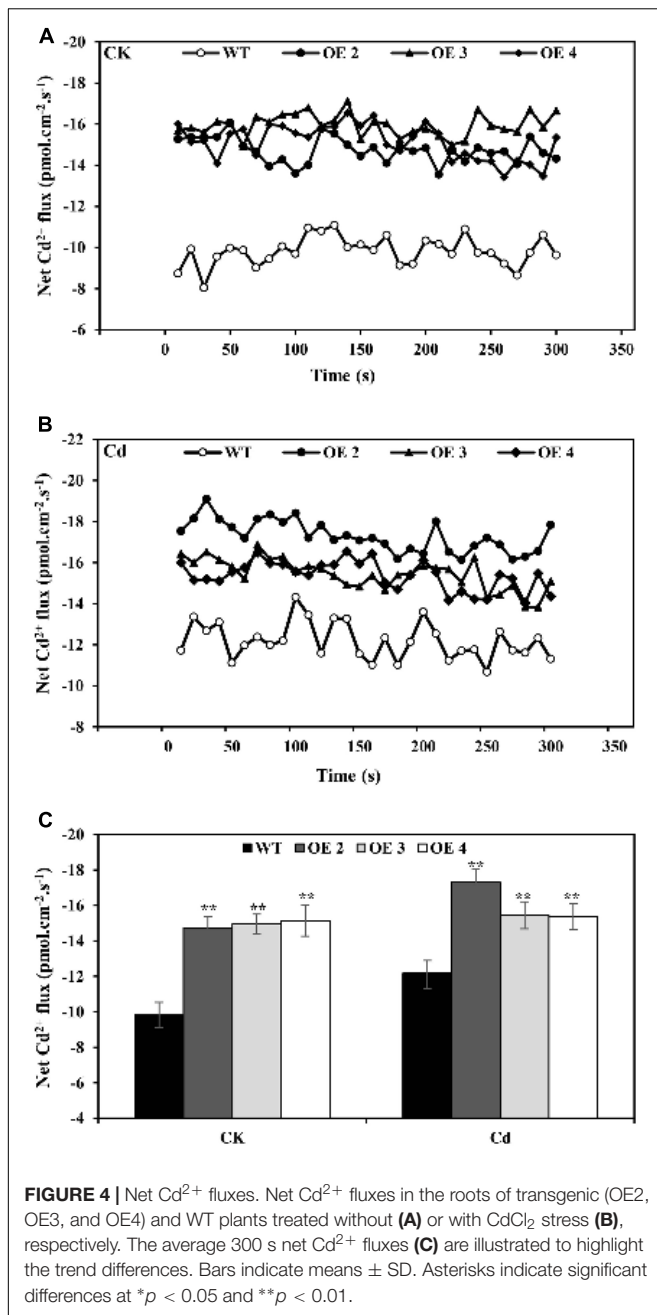 A
CK
WT OE 2 OE 3 OE 4
Net Cd²⁺ flux (pmol.cm⁻².s⁻¹)
-20
-18
-16
-14
-12
-10
-8
-6
0 50 100 150 200 250 300 350
Time (s)
B
Cd
WT OE 2 OE 3 OE 4
Net Cd²⁺ flux (pmol.cm⁻².s⁻¹)
-22
-20
-18
-16
-14
-12
-10
-8
0 50 100 150 200 250 300 350
Time (s)
C
WT OE 2 OE 3 OE 4
Net Cd²⁺ flux (pmol.cm⁻².s⁻¹)
-20
-18
-16
-14
-12
-10
-8
-6
-4
** ** ** ** ** **
CK Cd
FIGURE 4 | Net Cd²⁺ fluxes. Net Cd²⁺ fluxes in the roots of transgenic (OE2,
OE3, and OE4) and WT plants treated without (A) or with CdCl₂ stress (B),
respectively. The average 300 s net Cd²⁺ fluxes (C) are illustrated to highlight
the trend differences. Bars indicate means ± SD. Asterisks indicate significant
differences at *p < 0.05 and **p < 0.01.